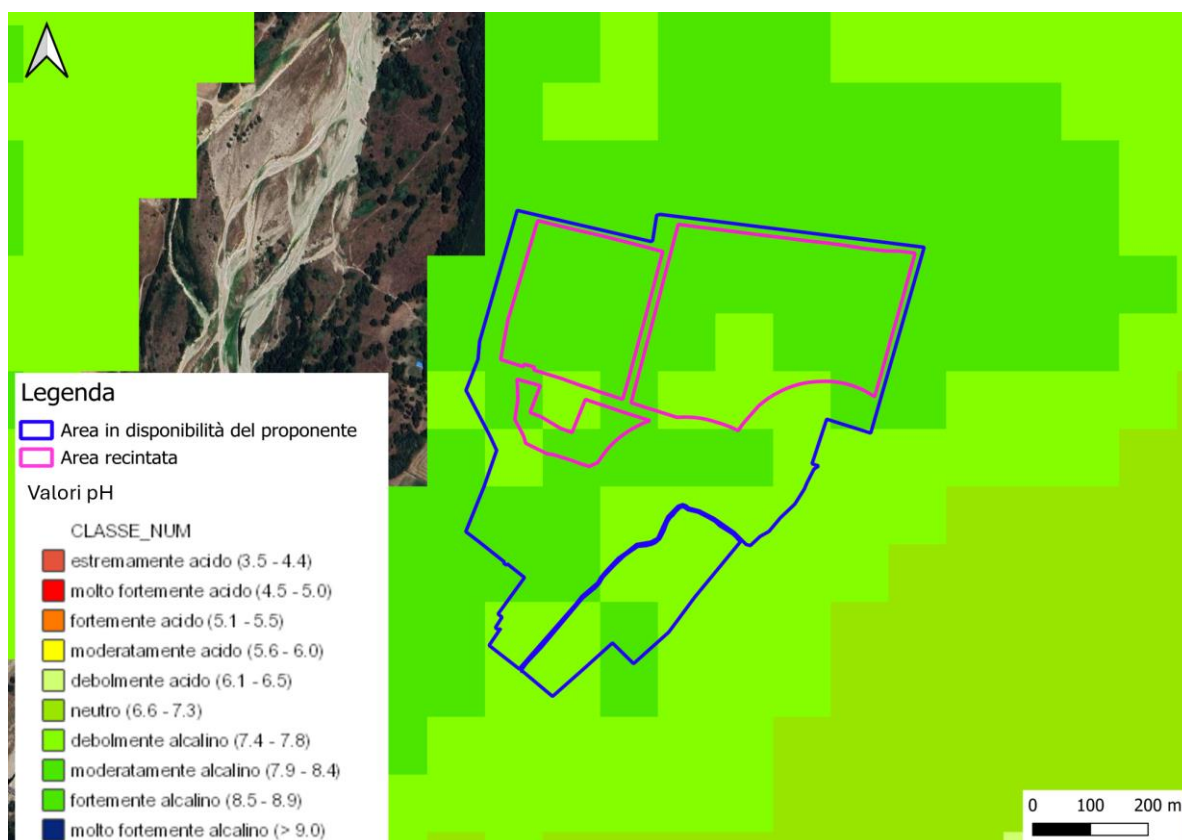 Legenda
Area in disponibilità del proponente
Area recintata
Valori pH
CLASSE_NUM
estremamente acido (3.5 - 4.4)
molto fortemente acido (4.5 - 5.0)
fortemente acido (5.1 - 5.5)
moderatamente acido (5.6 - 6.0)
debolmente acido (6.1 - 6.5)
neutro (6.6 - 7.3)
debolmente alcalino (7.4 - 7.8)
moderatamente alcalino (7.9 - 8.4)
fortemente alcalino (8.5 - 8.9)
molto fortemente alcalino (> 9.0)
0 100 200 m